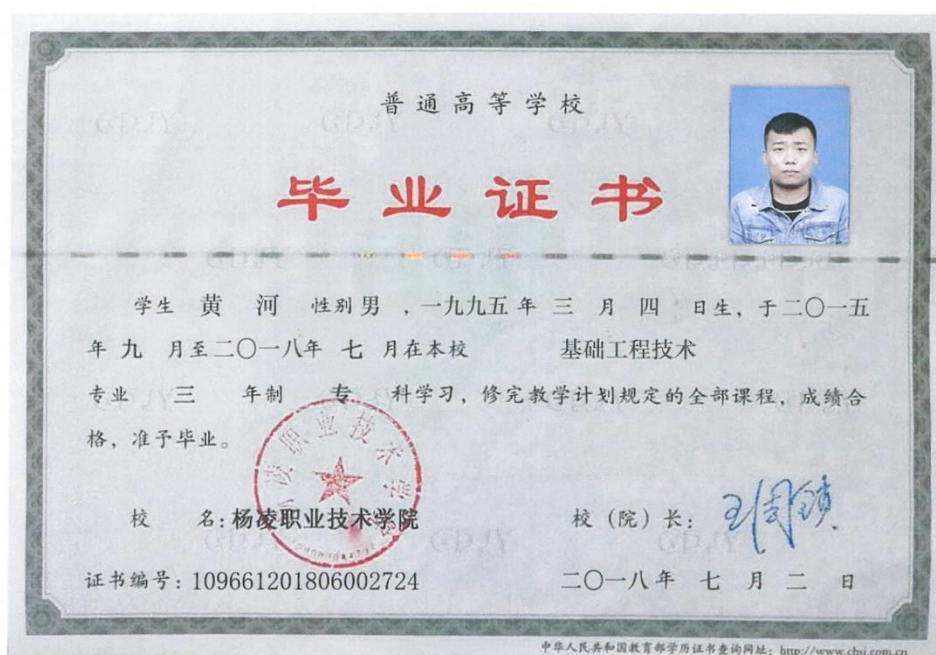 普通高等学校
毕业证书
学生 黄 河 性别 男 ，一九九五 年 三 月 四 日生，于二〇一五
年 九 月至二〇一八年 七 月在本校 基础工程技术
专业 三 年制 专 科学习，修完教学计划规定的全部课程，成绩合
格，准予毕业。
校 名：杨凌职业技术学院
校（院）长：王周锁
证书编号：109661201806002724
二〇一八年 七 月 二 日
中华人民共和国教育部学历证书查询网址：http://www.chsi.com.cn